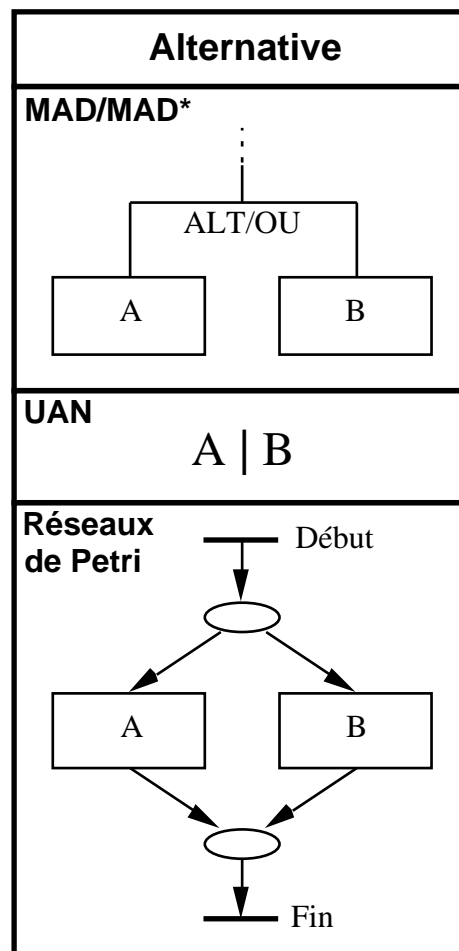 Alternative
MAD/MAD*
ALT/OU
A
B
UAN
A | B
Réseaux
de Petri
Début
A
B
Fin